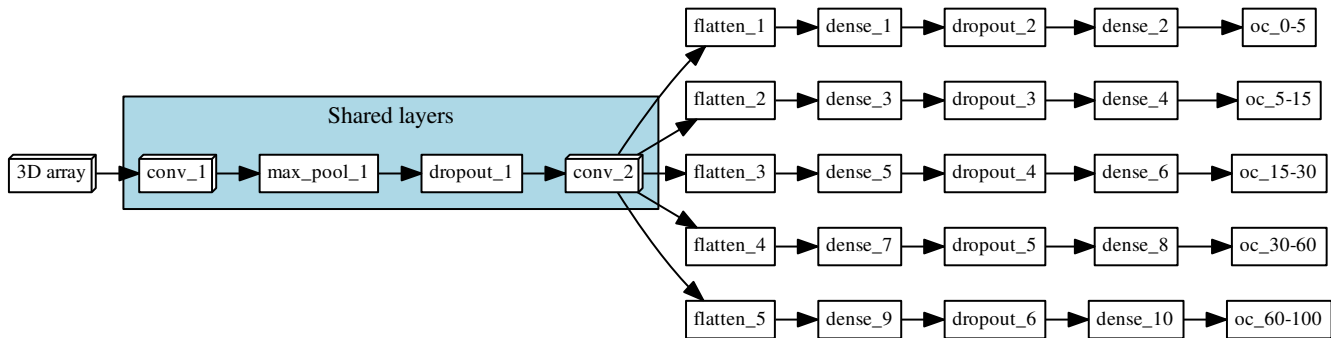 flatten_1 dense_1 dropout_2 dense_2 oc_0-5
flatten_2 dense_3 dropout_3 dense_4 oc_5-15
Shared layers
3D array conv_1 max_pool_1 dropout_1 conv_2 flatten_3 dense_5 dropout_4 dense_6 oc_15-30
flatten_4 dense_7 dropout_5 dense_8 oc_30-60
flatten_5 dense_9 dropout_6 dense_10 oc_60-100